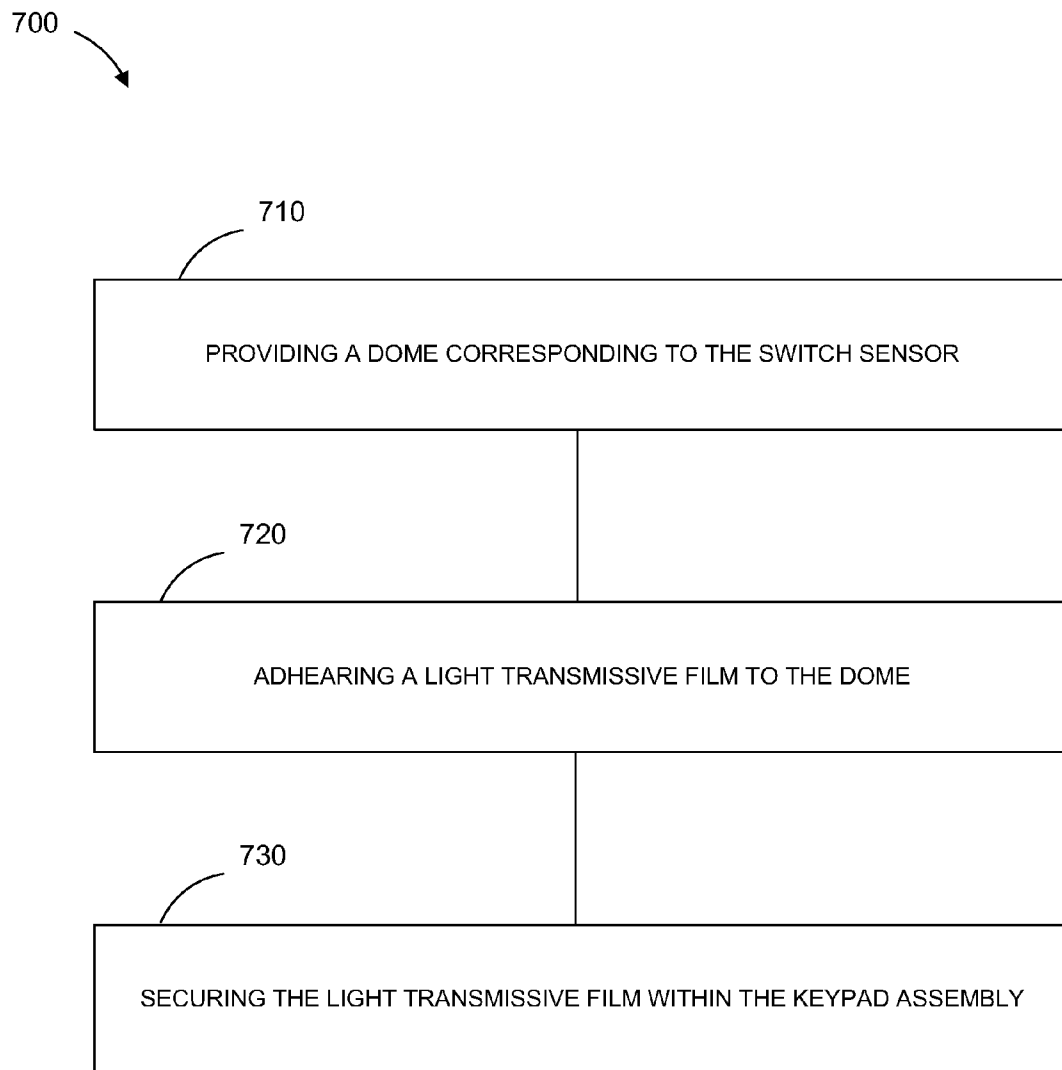 700
710
PROVIDING A DOME CORRESPONDING TO THE SWITCH SENSOR
720
ADHEARING A LIGHT TRANSMISSIVE FILM TO THE DOME
730
SECURING THE LIGHT TRANSMISSIVE FILM WITHIN THE KEYPAD ASSEMBLY